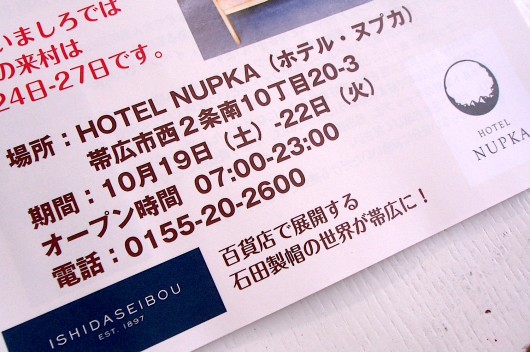 いましろでは
の来村は
24日-27日です。
場所：HOTEL NUPKA（ホテル・ヌプカ）
帯広市西２条南10丁目20-3
期間：10月19日（土）-22日（火）
オープン時間 07:00-23:00
電話：0155-20-2600
百貨店で展開する
石田製帽の世界が帯広に！
ISHIDASEIBOU
EST. 1897
HOTEL
NUPKA